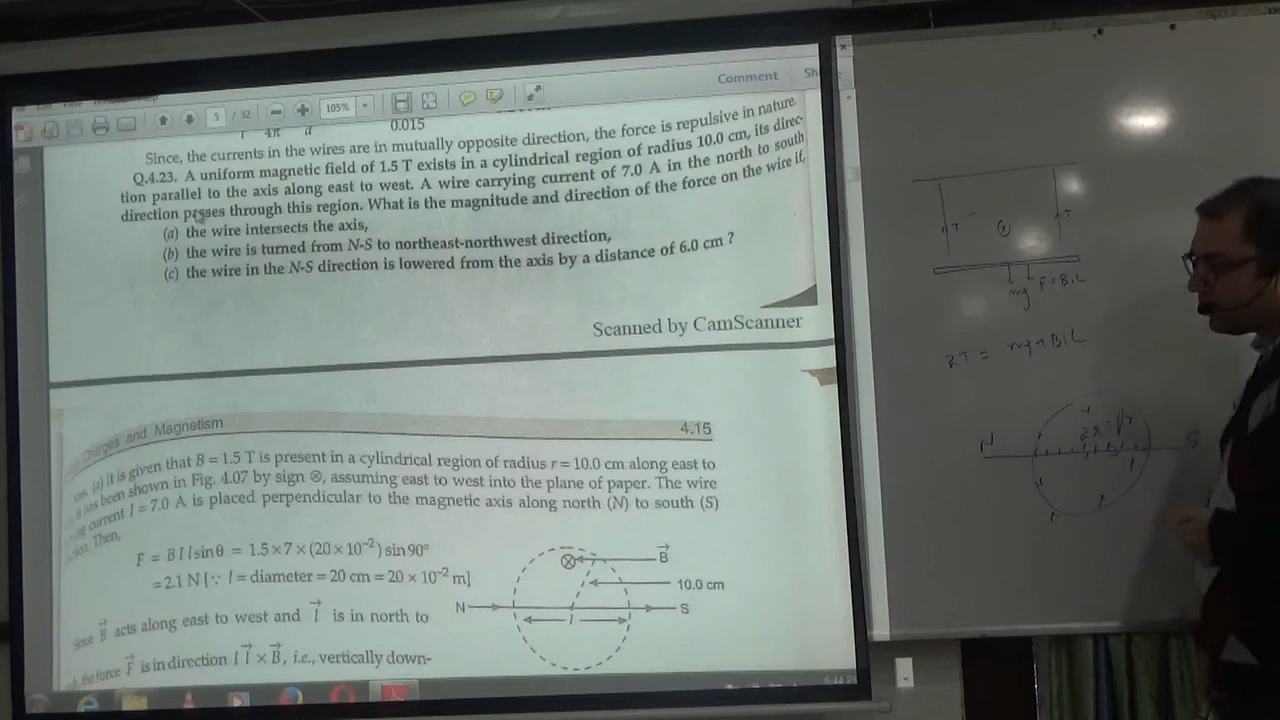 Comment
5 / 32
105%
4π d
0.015
Since, the currents in the wires are in mutually opposite direction, the force is repulsive in nature.
Q.4.23. A uniform magnetic field of 1.5 T exists in a cylindrical region of radius 10.0 cm, its direc-
tion parallel to the axis along east to west. A wire carrying current of 7.0 A in the north to south
direction passes through this region. What is the magnitude and direction of the force on the wire if,
(a) the wire intersects the axis,
(b) the wire is turned from N-S to northeast-northwest direction,
(c) the wire in the N-S direction is lowered from the axis by a distance of 6.0 cm ?
Scanned by CamScanner
Charges and Magnetism
4.15
Ans. (a) It is given that B = 1.5 T is present in a cylindrical region of radius r = 10.0 cm along east to
It has been shown in Fig. 4.07 by sign ⊗, assuming east to west into the plane of paper. The wire
current I = 7.0 A is placed perpendicular to the magnetic axis along north (N) to south (S)
Then,
F = B I l sinθ = 1.5×7×(20×10⁻²) sin 90°
= 2.1 N [∵ l = diameter = 20 cm = 20 × 10⁻² m]
Since B⃗ acts along east to west and l⃗ is in north to
the force F⃗ is in direction I l⃗ × B⃗, i.e., vertically down-
⊗
B⃗
10.0 cm
N
S
l
T
T
mg F = BiL
2T = mg + BiL
N
S